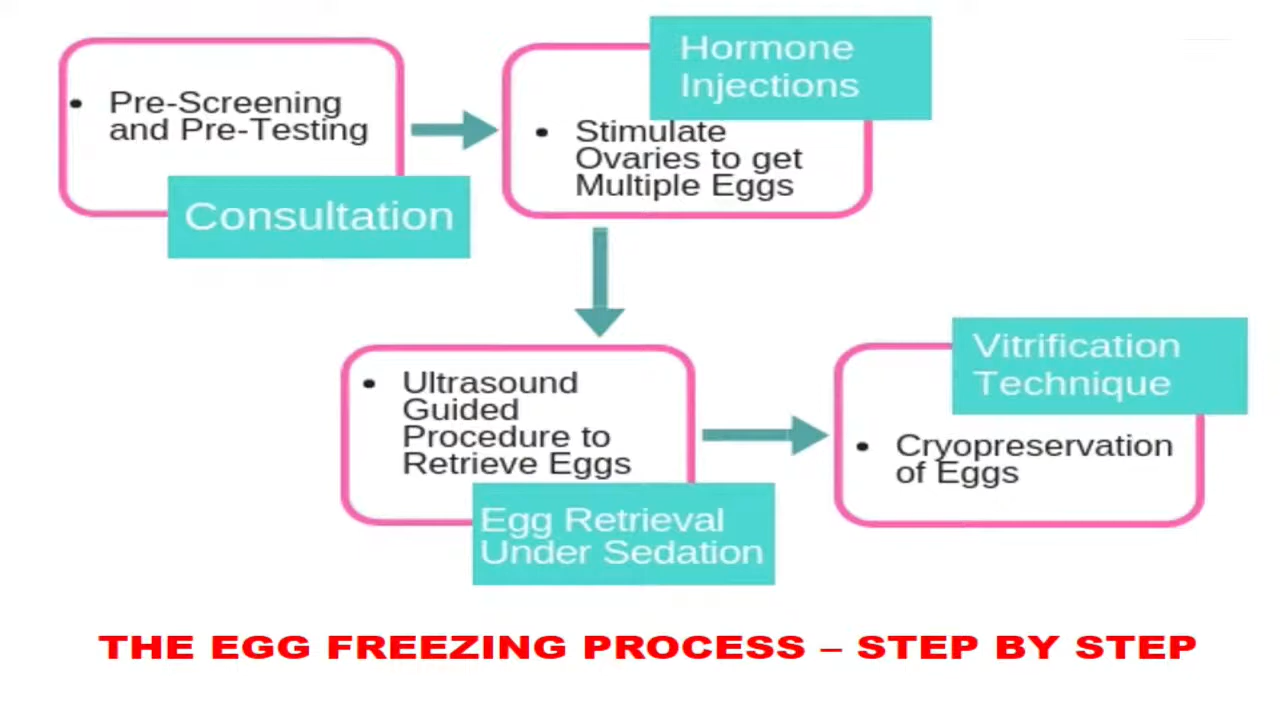 • Pre-Screening
and Pre-Testing
Consultation
Hormone
Injections
• Stimulate
Ovaries to get
Multiple Eggs
• Ultrasound
Guided
Procedure to
Retrieve Eggs
Egg Retrieval
Under Sedation
Vitrification
Technique
• Cryopreservation
of Eggs
THE EGG FREEZING PROCESS – STEP BY STEP